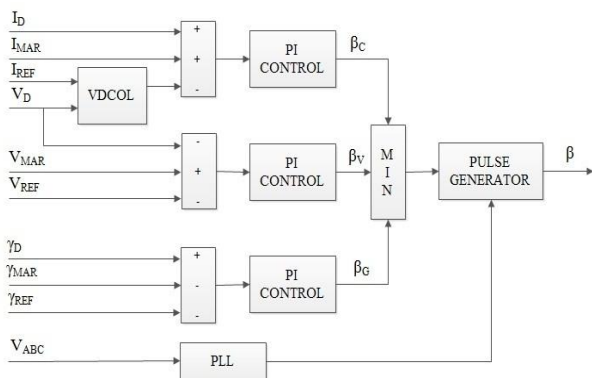 I_D
I_MAR
I_REF
V_D
VDCOL
+
+
-
PI
CONTROL
β_C
V_MAR
V_REF
-
+
-
PI
CONTROL
β_V
γ_D
γ_MAR
γ_REF
+
-
-
PI
CONTROL
β_G
M
I
N
PULSE
GENERATOR
β
V_ABC
PLL